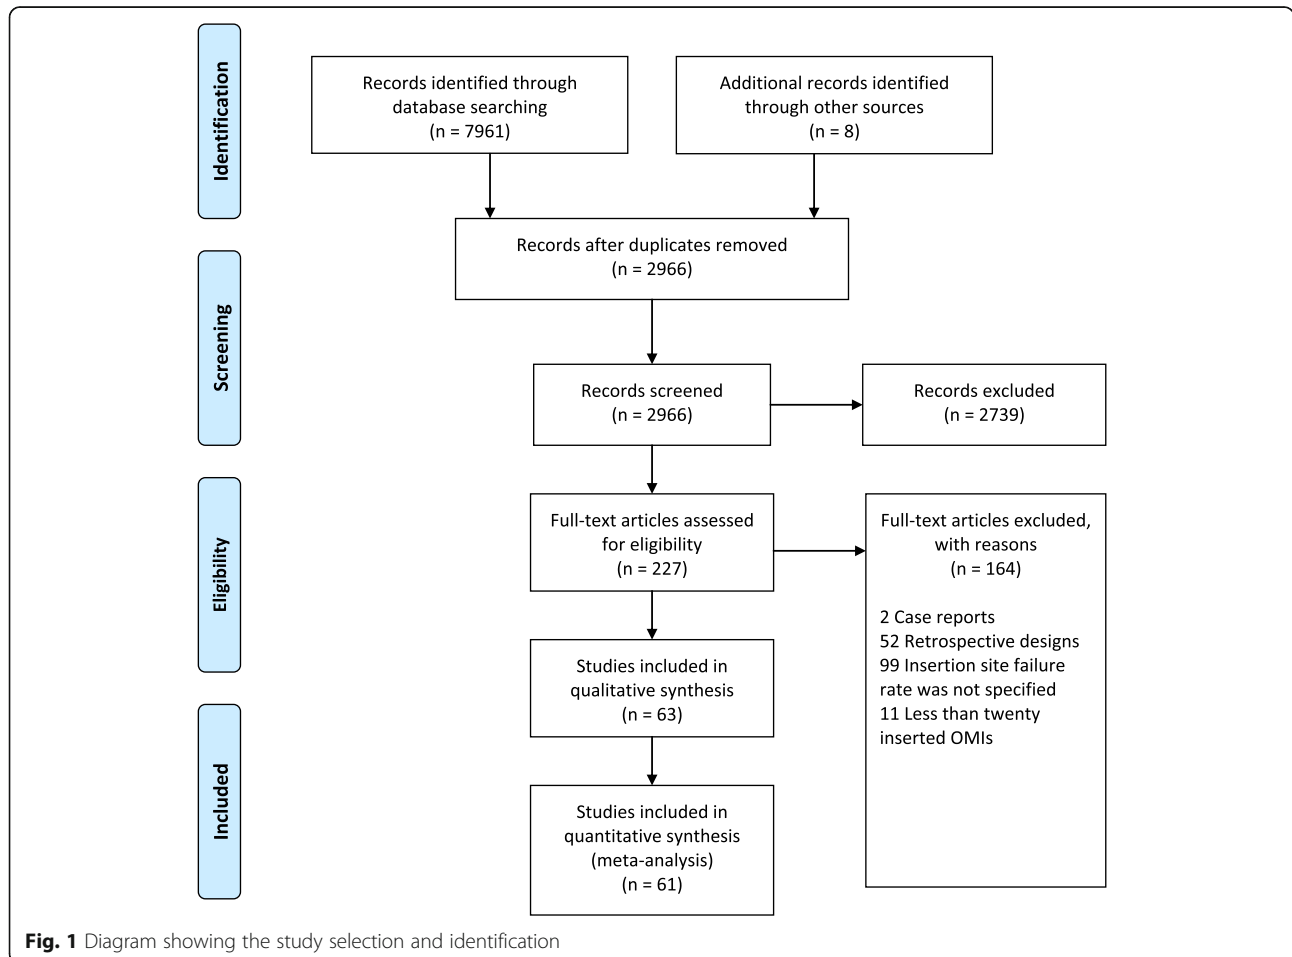 Identification
Records identified through
database searching
(n = 7961)
Additional records identified
through other sources
(n = 8)
Records after duplicates removed
(n = 2966)
Screening
Records screened
(n = 2966)
Records excluded
(n = 2739)
Eligibility
Full-text articles assessed
for eligibility
(n = 227)
Full-text articles excluded,
with reasons
(n = 164)
2 Case reports
52 Retrospective designs
99 Insertion site failure
rate was not specified
11 Less than twenty
inserted OMIs
Studies included in
qualitative synthesis
(n = 63)
Included
Studies included in
quantitative synthesis
(meta-analysis)
(n = 61)
Fig. 1 Diagram showing the study selection and identification